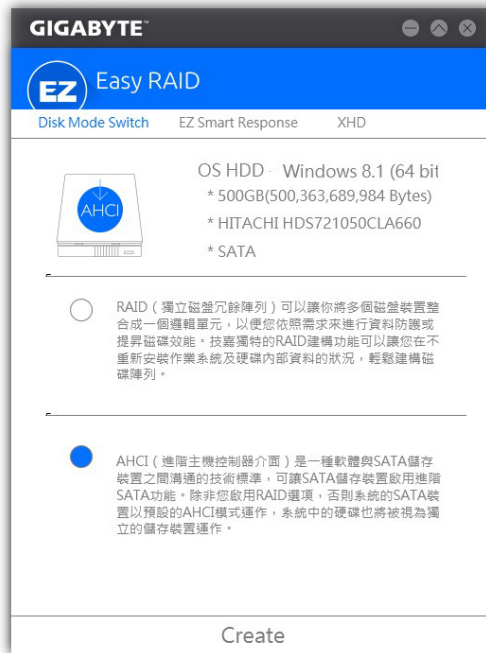 GIGABYTE™
EZ Easy RAID
Disk Mode Switch EZ Smart Response XHD
OS HDD - Windows 8.1 (64 bit
* 500GB(500,363,689,984 Bytes)
AHCI
* HITACHI HDS721050CLA660
* SATA
RAID（獨立磁盤冗餘陣列）可以讓你將多個磁盤裝置整
合成一個邏輯單元，以便您依照需求來進行資料防護或
提昇磁碟效能。技嘉獨特的RAID建構功能可以讓您在不
重新安裝作業系統及硬碟內部資料的狀況，輕鬆建構磁
碟陣列。
AHCI（進階主機控制器介面）是一種軟體與SATA儲存
裝置之間溝通的技術標準，可讓SATA儲存裝置啟用進階
SATA功能。除非您啟用RAID選項，否則系統的SATA裝
置以預設的AHCI模式運作，系統中的硬碟也將被視為獨
立的儲存裝置運作。
Create